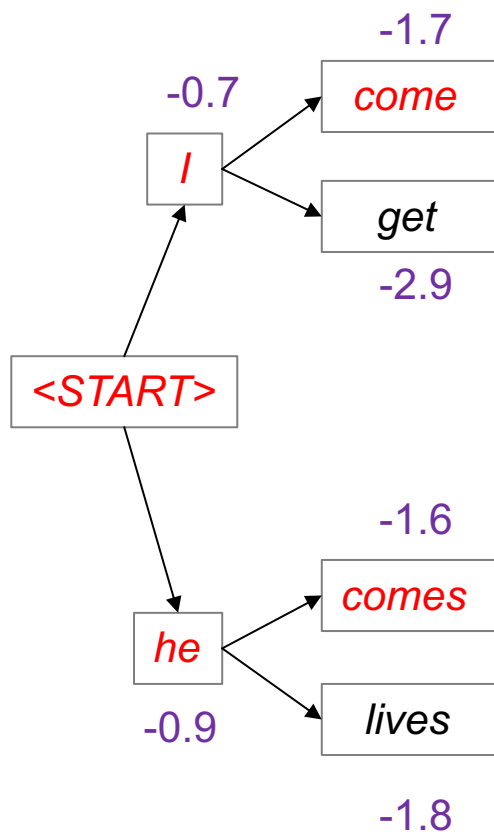 -1.7
-0.7
come
I
get
-2.9
<START>
-1.6
comes
he
lives
-0.9
-1.8